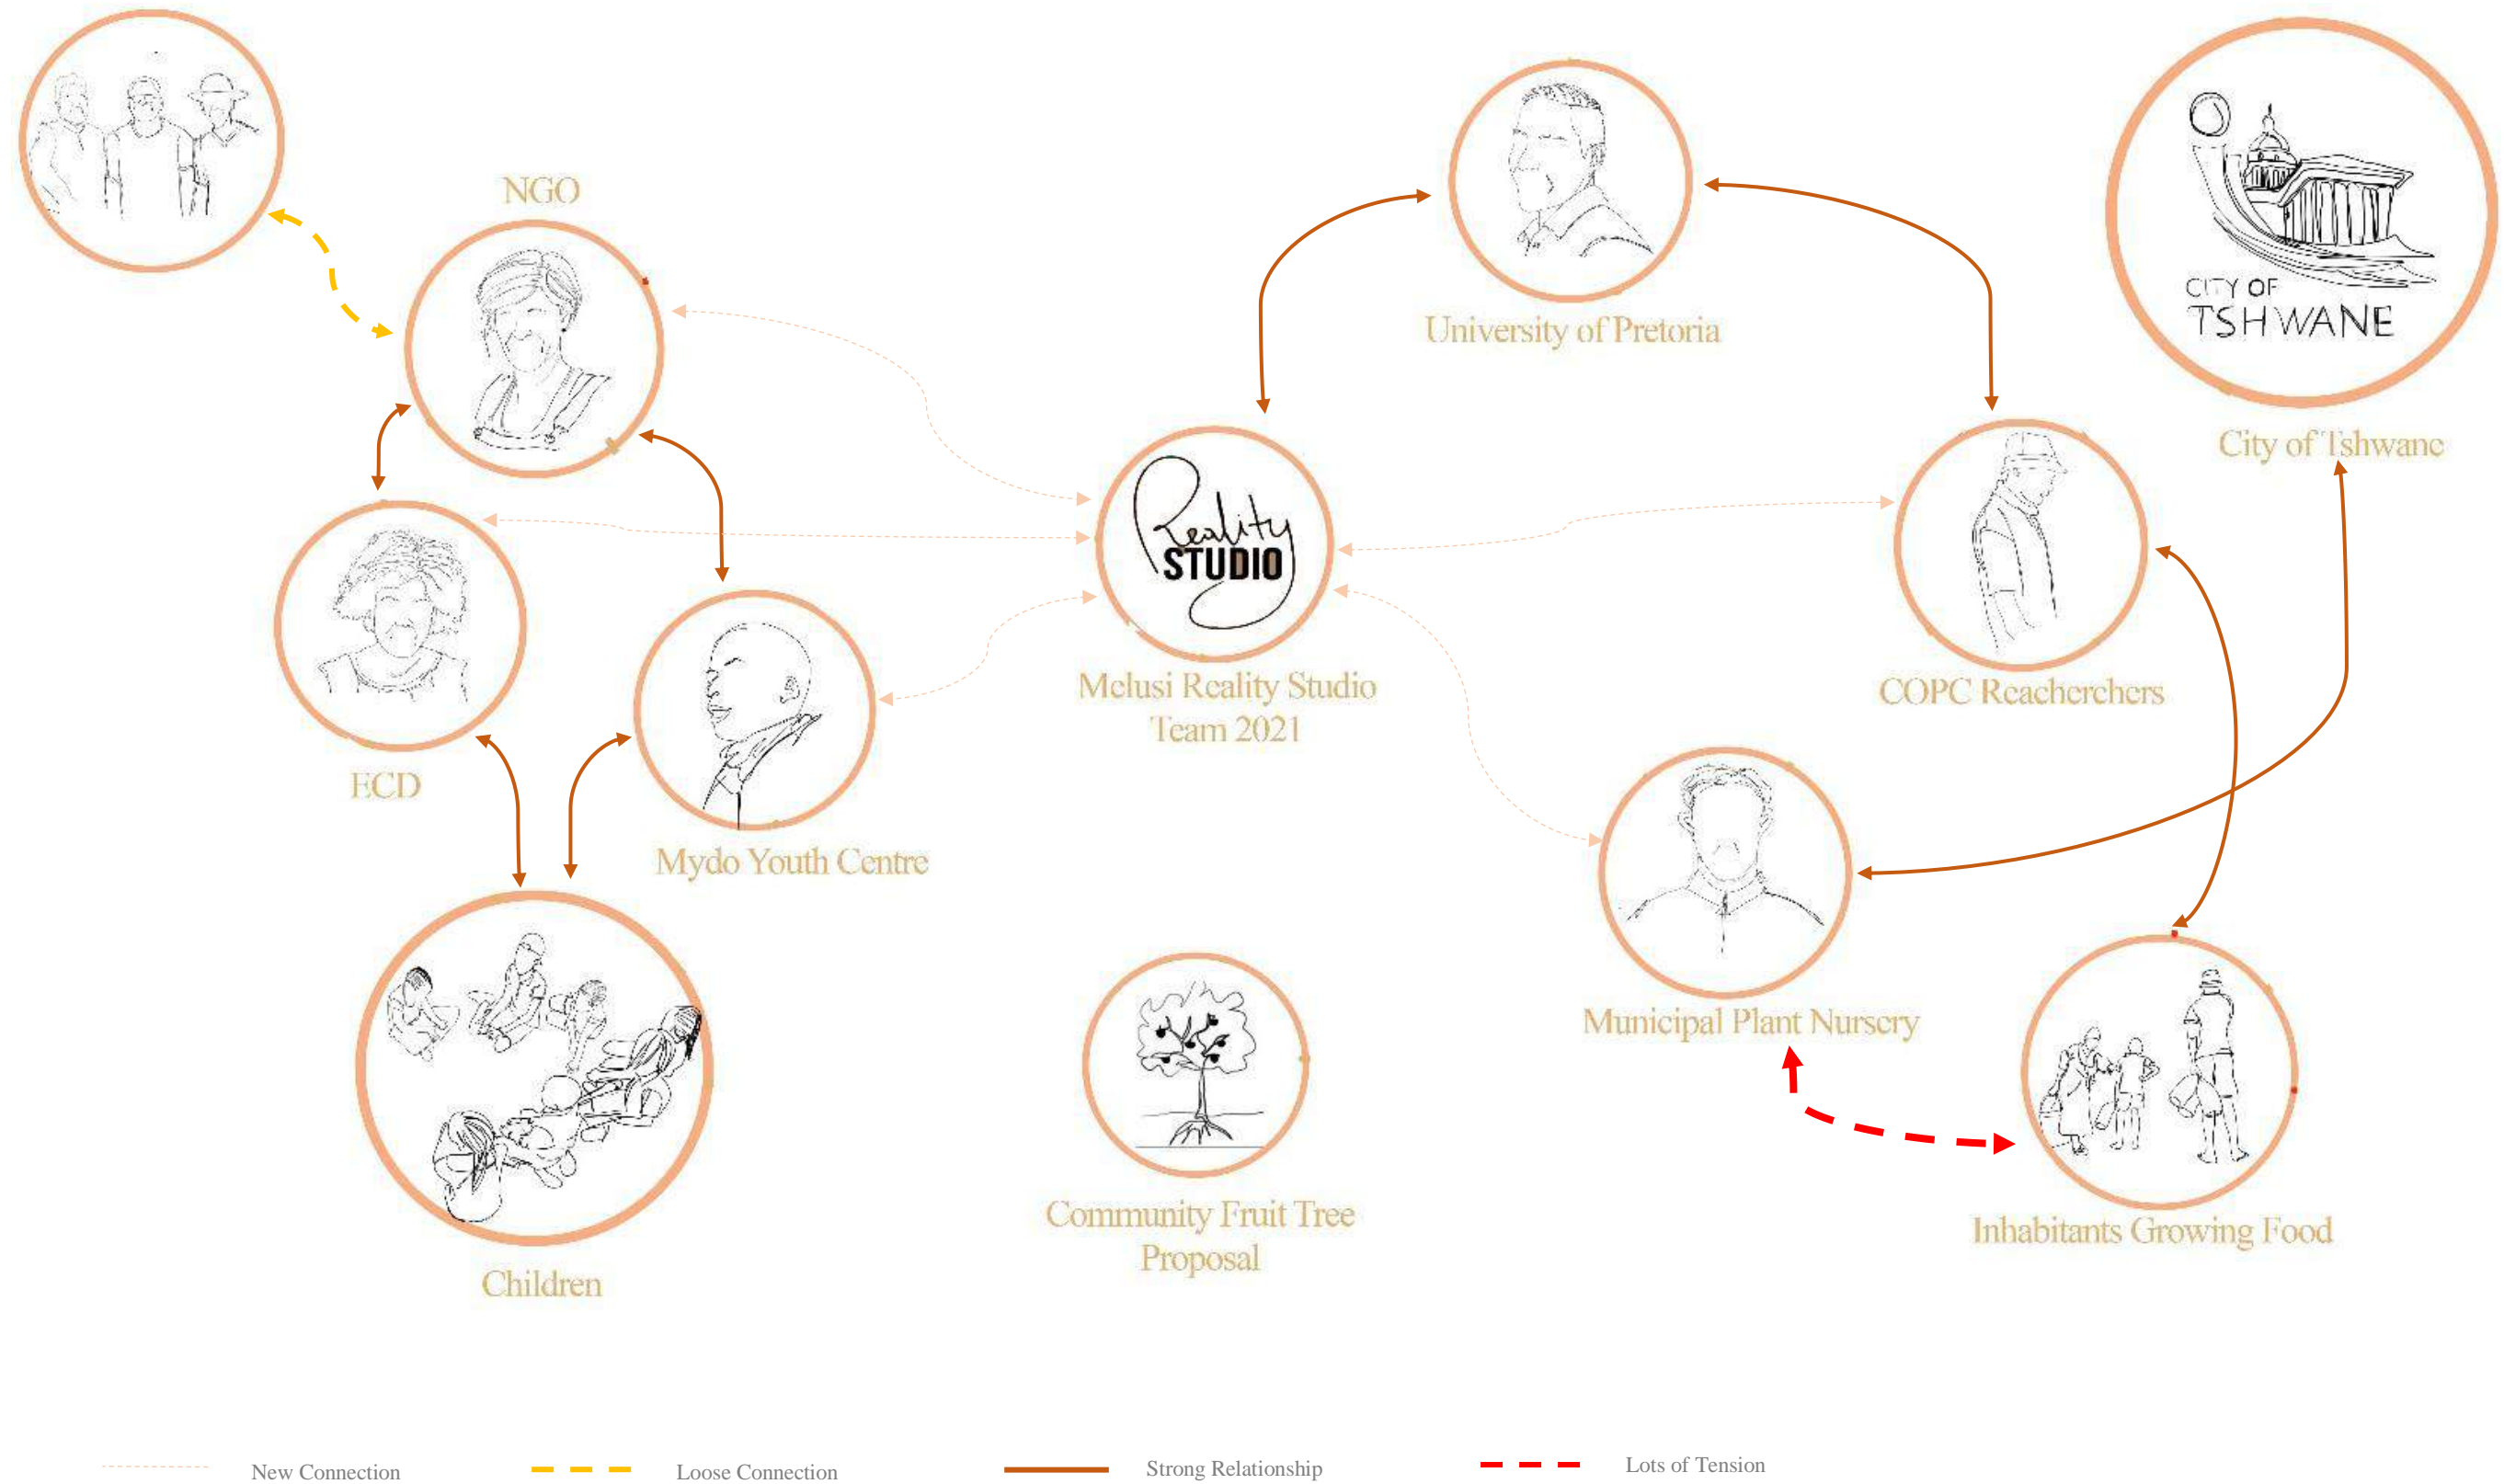 NGO
University of Pretoria
CITY OF
TSHWANE
City of Tshwane
Reality
STUDIO
Melusi Reality Studio
Team 2021
COPC Reacherchers
ECD
Mydo Youth Centre
Municipal Plant Nursery
Community Fruit Tree
Proposal
Inhabitants Growing Food
Children
New Connection
Loose Connection
Strong Relationship
Lots of Tension